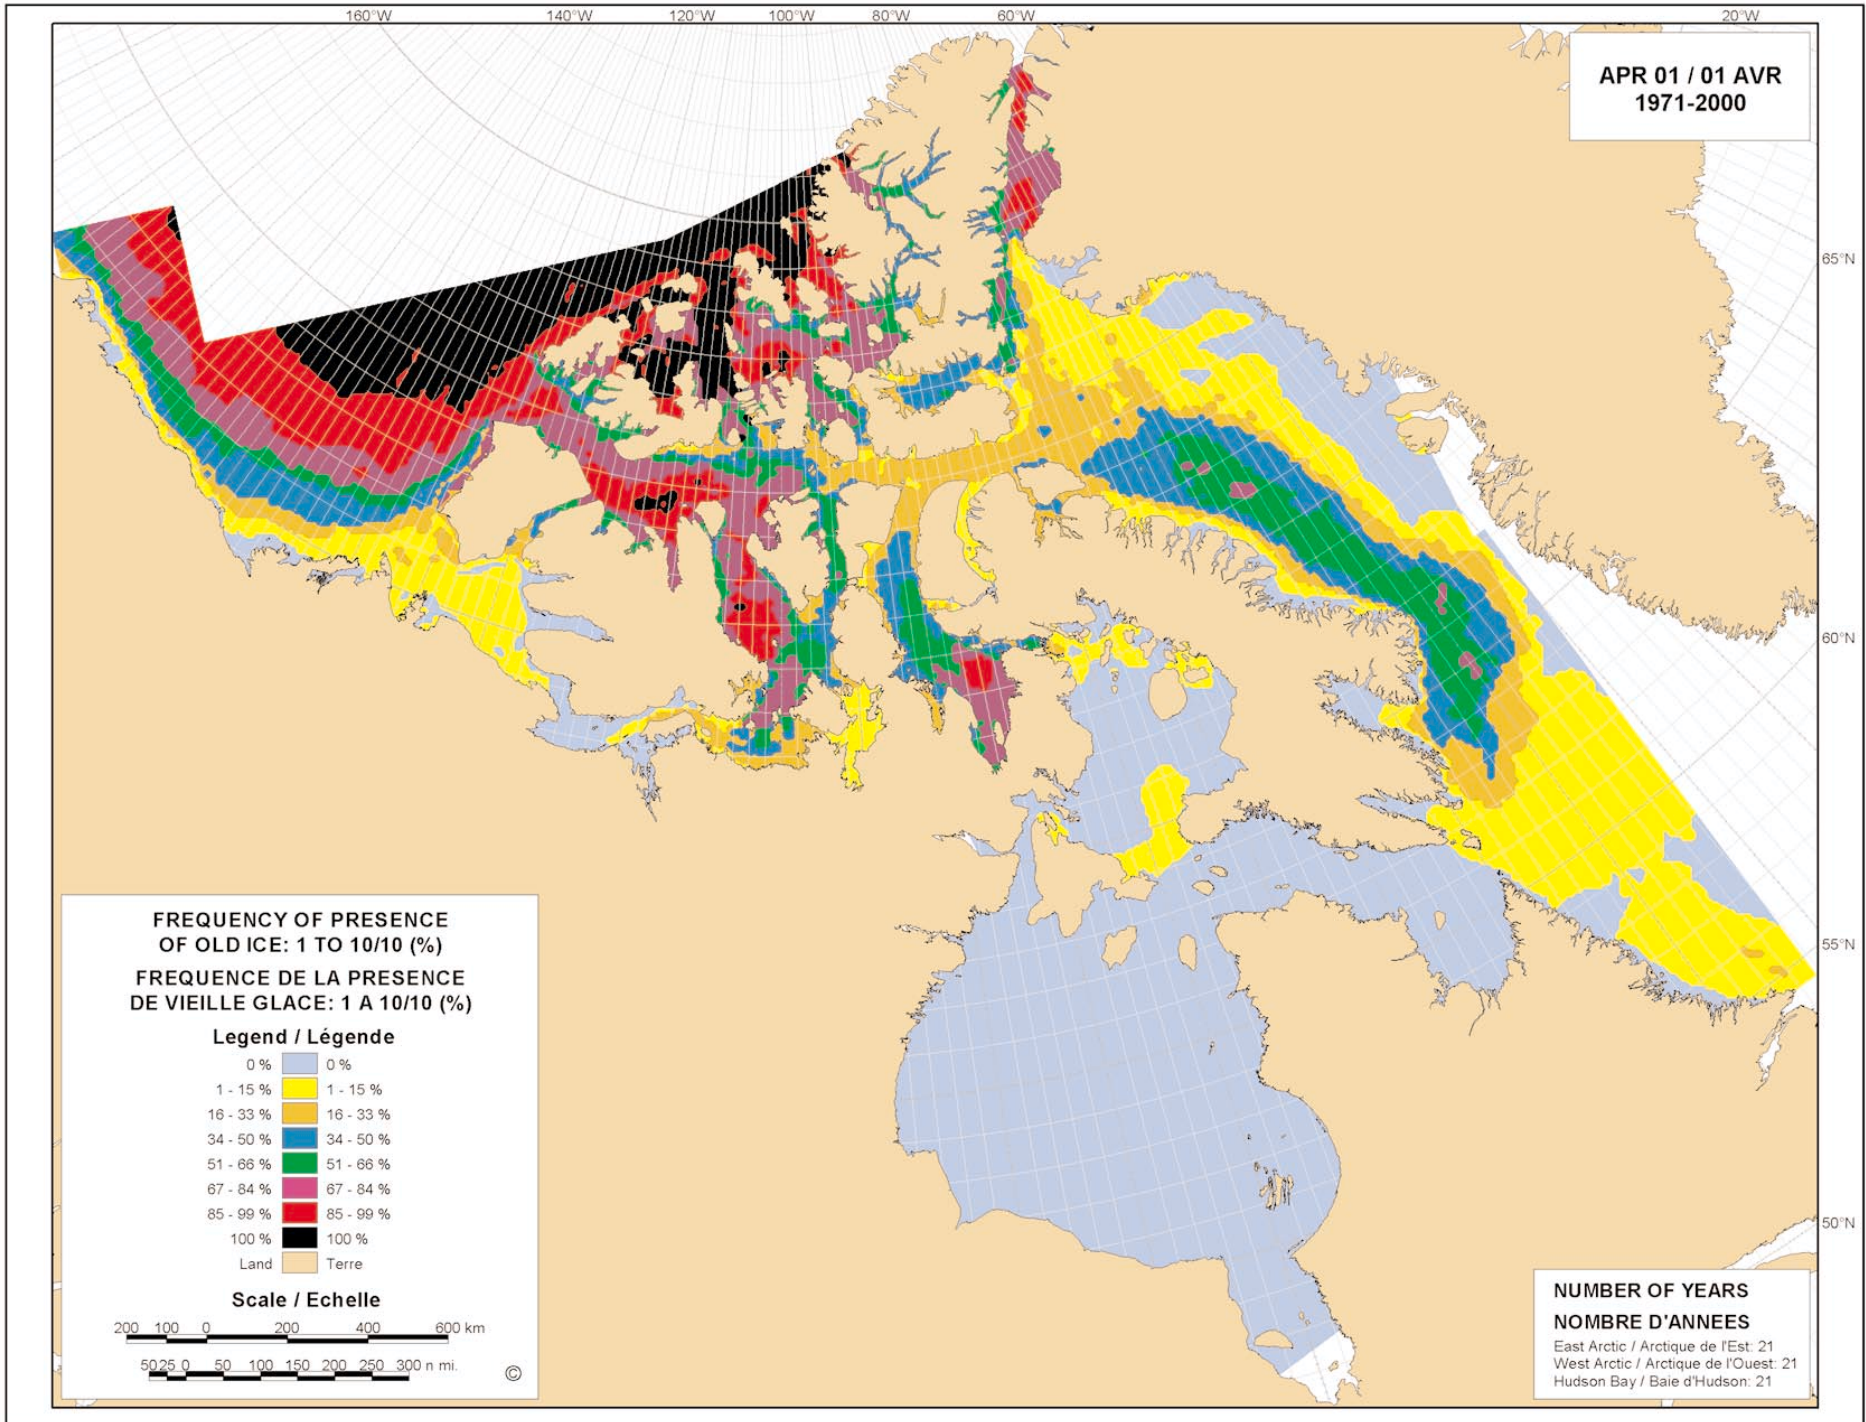 160°W 140°W 120°W 100°W 80°W 60°W 20°W
APR 01 / 01 AVR
1971-2000
65°N
60°N
55°N
50°N
FREQUENCY OF PRESENCE
OF OLD ICE: 1 TO 10/10 (%)
FREQUENCE DE LA PRESENCE
DE VIEILLE GLACE: 1 A 10/10 (%)
Legend / Légende
0 % 0 %
1 - 15 % 1 - 15 %
16 - 33 % 16 - 33 %
34 - 50 % 34 - 50 %
51 - 66 % 51 - 66 %
67 - 84 % 67 - 84 %
85 - 99 % 85 - 99 %
100 % 100 %
Land Terre
Scale / Echelle
200 100 0 200 400 600 km
50 25 0 50 100 150 200 250 300 n mi.
©
NUMBER OF YEARS
NOMBRE D'ANNEES
East Arctic / Arctique de l'Est: 21
West Arctic / Arctique de l'Ouest: 21
Hudson Bay / Baie d'Hudson: 21